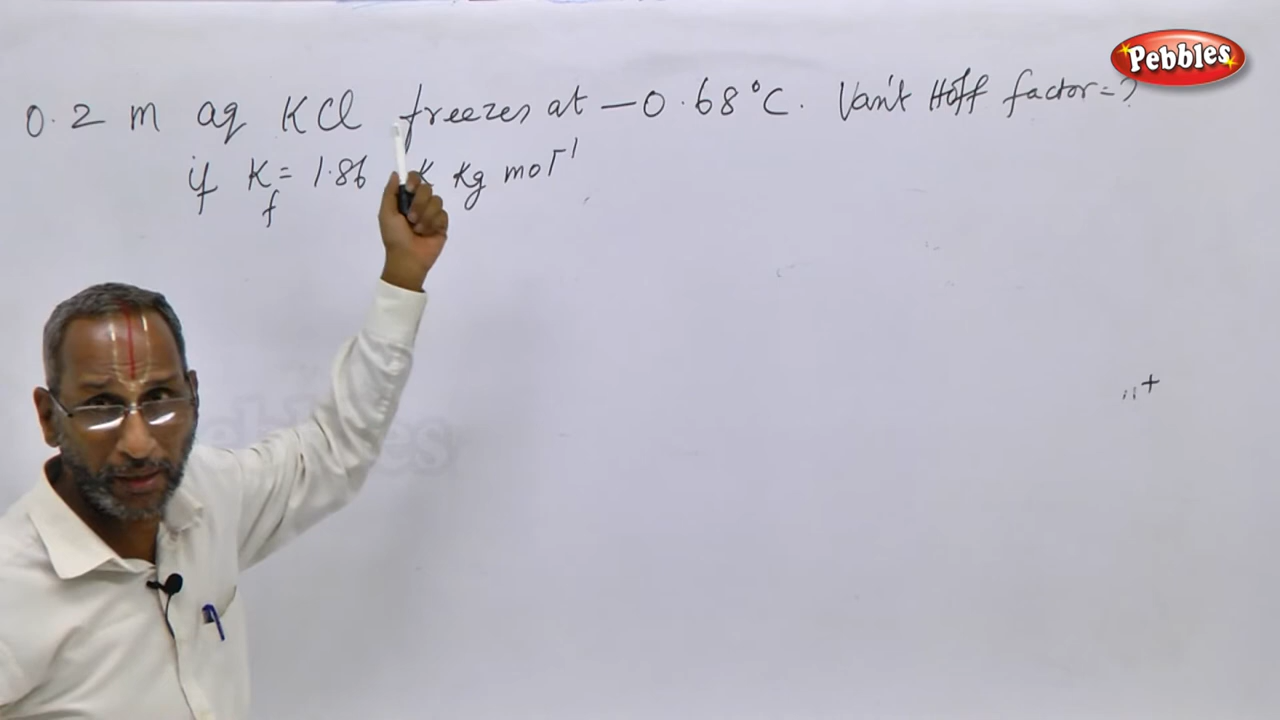 Pebbles
0.2 m aq KCl freezes at -0.68°C. Van't Hoff factor = ?
if Kf = 1.86 K Kg mol⁻¹